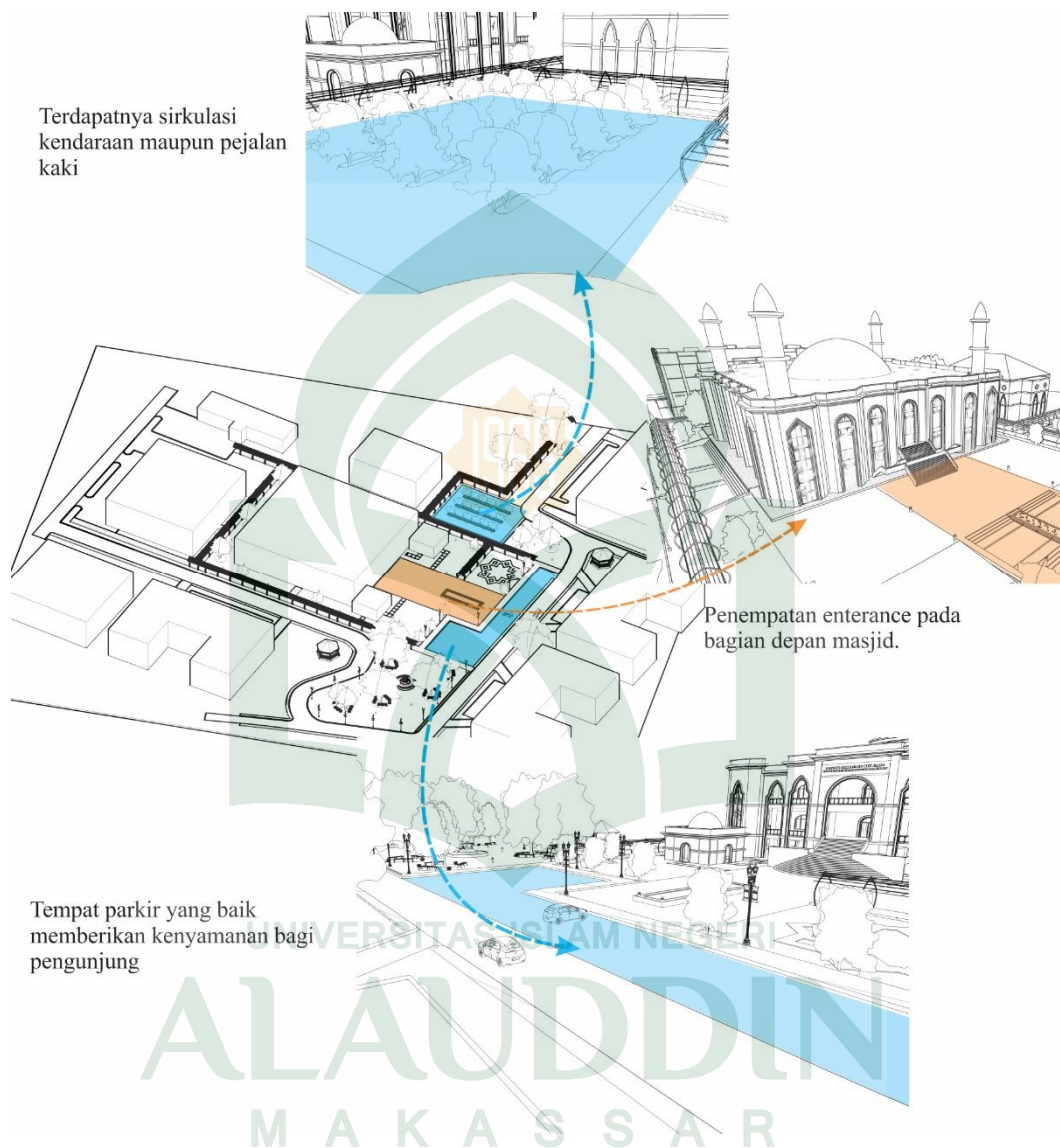 Terdapatnya sirkulasi
kendaraan maupun pejalan
kaki
Penempatan enterance pada
bagian depan masjid.
Tempat parkir yang baik
memberikan kenyamanan bagi
pengunjung
UNIVERSITAS ISLAM NEGERI
ALAUDDIN
MAKASSAR